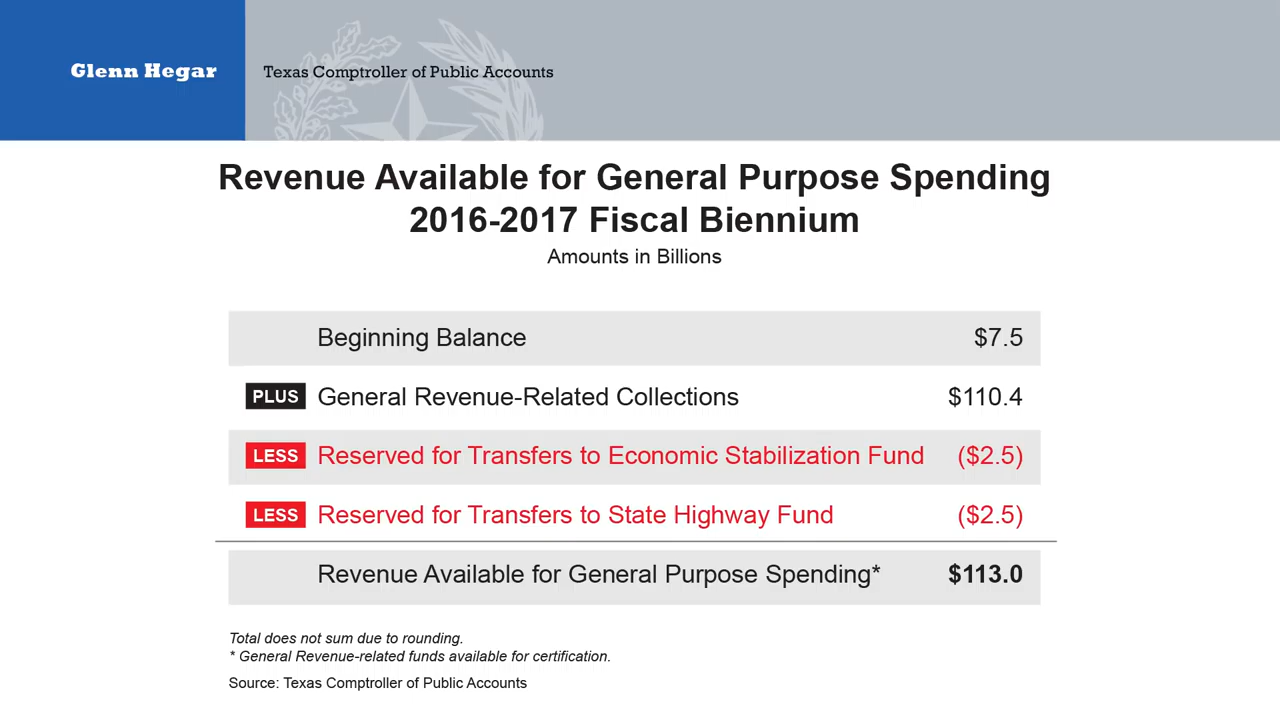 Glenn Hegar
Texas Comptroller of Public Accounts
Revenue Available for General Purpose Spending
2016-2017 Fiscal Biennium
Amounts in Billions
Beginning Balance $7.5
PLUS General Revenue-Related Collections $110.4
LESS Reserved for Transfers to Economic Stabilization Fund ($2.5)
LESS Reserved for Transfers to State Highway Fund ($2.5)
Revenue Available for General Purpose Spending* $113.0
Total does not sum due to rounding.
* General Revenue-related funds available for certification.
Source: Texas Comptroller of Public Accounts